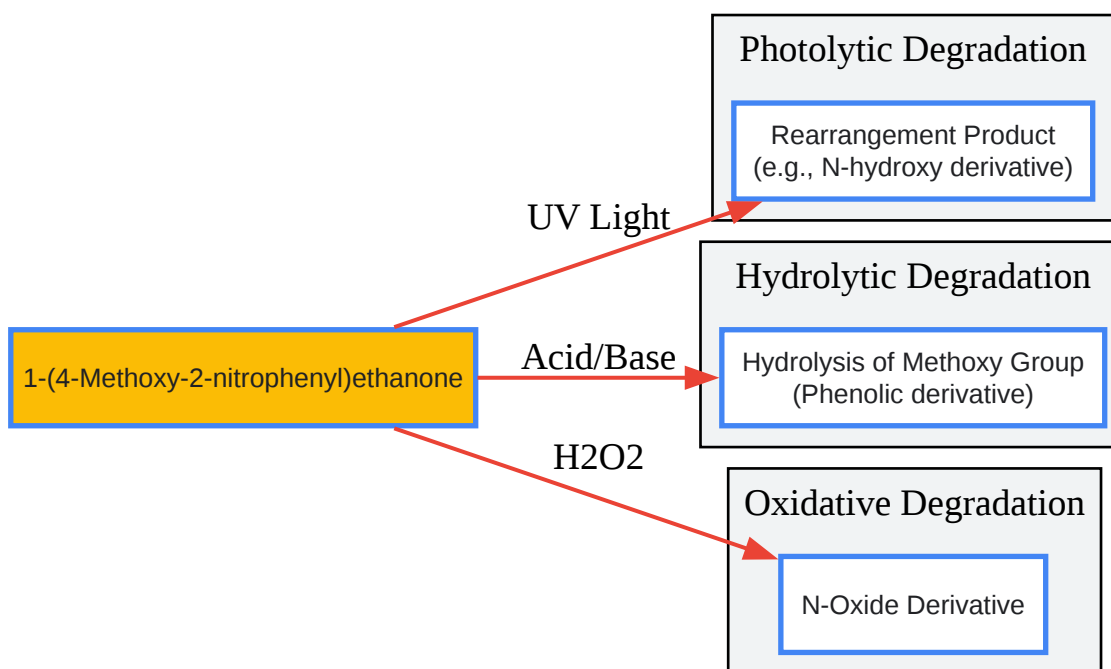 Photolytic Degradation
Rearrangement Product
(e.g., N-hydroxy derivative)
UV Light
Hydrolytic Degradation
1-(4-Methoxy-2-nitrophenyl)ethanone
Acid/Base
Hydrolysis of Methoxy Group
(Phenolic derivative)
H2O2
Oxidative Degradation
N-Oxide Derivative